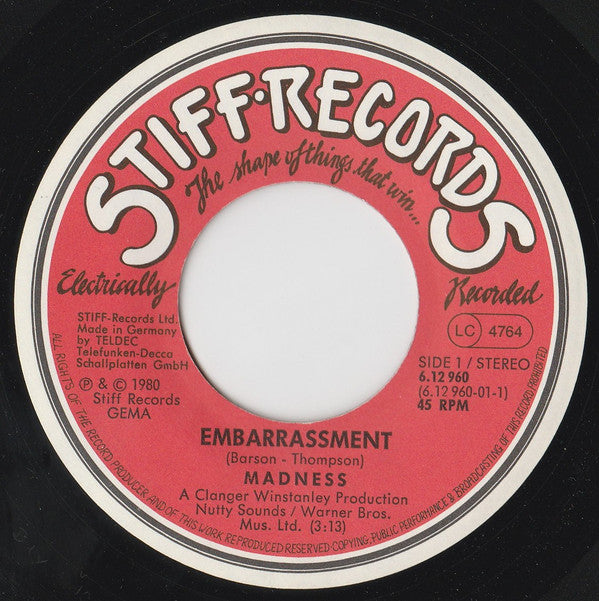 STIFF·RECORDS
The shape of things that win...
Electrically
Recorded
STIFF-Records Ltd.
Made in Germany
by TELDEC
Telefunken-Decca
Schallplatten GmbH
℗ & © 1980
Stiff Records
GEMA
LC 4764
SIDE 1 / STEREO
6.12 960
(6.12 960-01-1)
45 RPM
EMBARRASSMENT
(Barson - Thompson)
MADNESS
A Clanger Winstanley Production
Nutty Sounds / Warner Bros.
Mus. Ltd. (3:13)
ALL RIGHTS OF THE RECORD PRODUCER AND OF THIS WORK REPRODUCED RESERVED·COPYING, PUBLIC PERFORMANCE & BROADCASTING OF THIS RECORD PROHIBITED